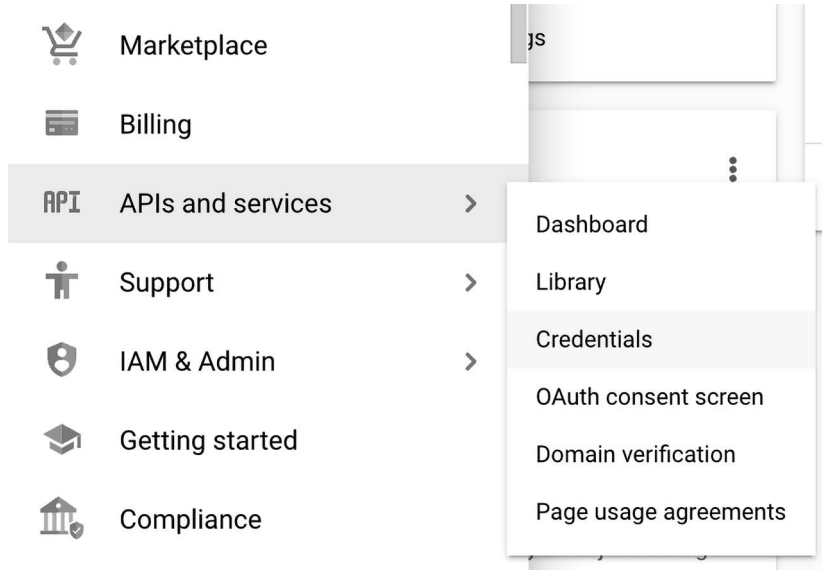 Marketplace
gs
Billing
API APIs and services
Dashboard
Library
Support
Credentials
IAM & Admin
OAuth consent screen
Getting started
Domain verification
Page usage agreements
Compliance